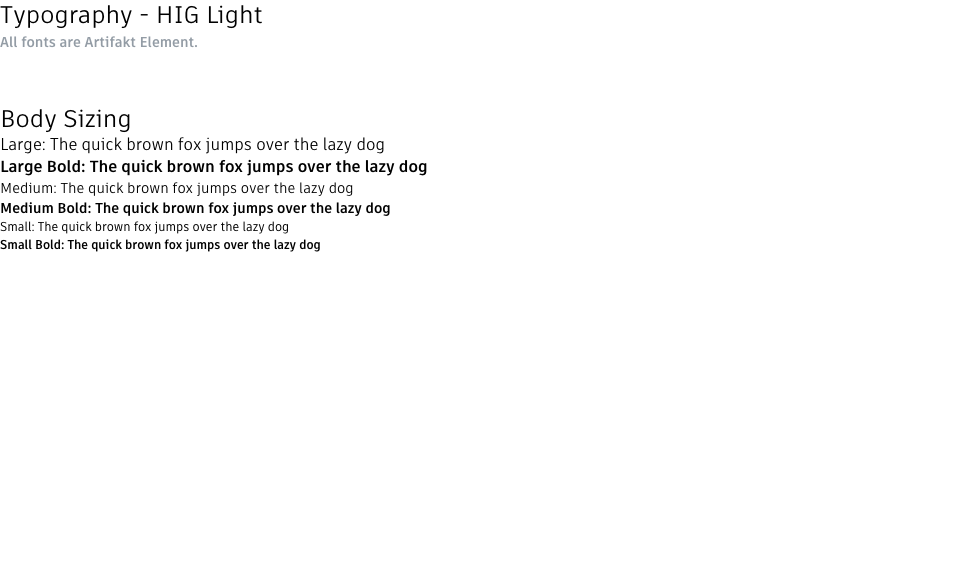 Typography - HIG Light
All fonts are Artifakt Element.
Body Sizing
Large: The quick brown fox jumps over the lazy dog
Large Bold: The quick brown fox jumps over the lazy dog
Medium: The quick brown fox jumps over the lazy dog
Medium Bold: The quick brown fox jumps over the lazy dog
Small: The quick brown fox jumps over the lazy dog
Small Bold: The quick brown fox jumps over the lazy dog